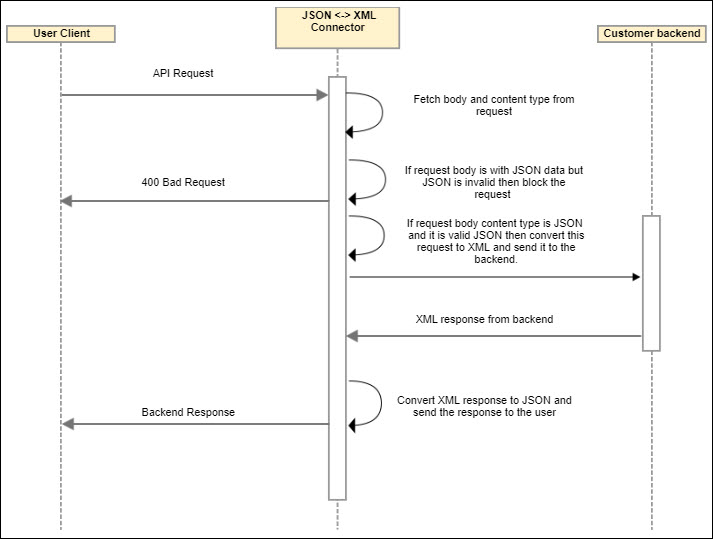 User Client
JSON <-> XML
Connector
Customer backend
API Request
Fetch body and content type from
request
400 Bad Request
If request body is with JSON data but
JSON is invalid then block the
request
If request body content type is JSON
and it is valid JSON then convert this
request to XML and send it to the
backend.
XML response from backend
Backend Response
Convert XML response to JSON and
send the response to the user